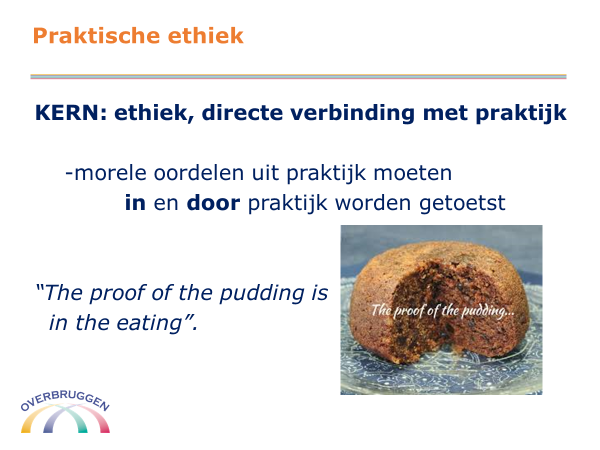 Praktische ethiek
KERN: ethiek, directe verbinding met praktijk
-morele oordelen uit praktijk moeten
in en door praktijk worden getoetst
“The proof of the pudding is
in the eating”.
The proof of the pudding...
OVERBRUGGEN